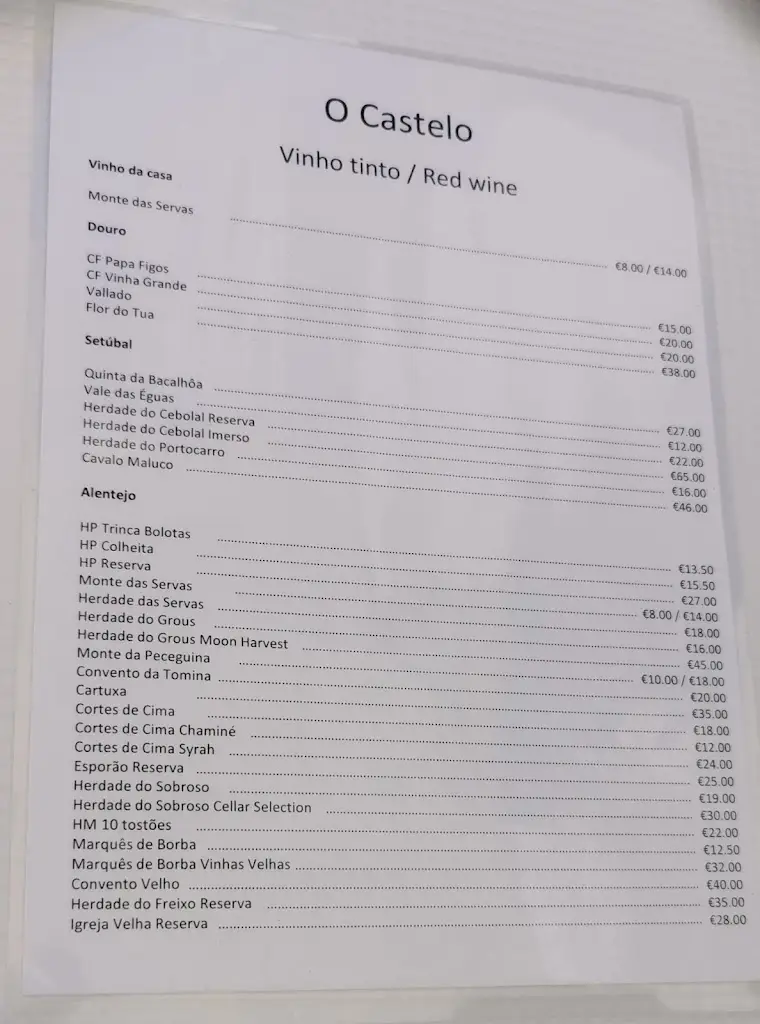 O Castelo
Vinho tinto / Red wine
Vinho da casa
Monte das Servas ........ €8.00 / €14.00
Douro
CF Papa Figos ........ €15.00
CF Vinha Grande ........ €20.00
Vallado ........ €20.00
Flor do Tua ........ €38.00
Setúbal
Quinta da Bacalhôa ........ €27.00
Vale das Éguas ........ €12.00
Herdade do Cebolal Reserva ........ €22.00
Herdade do Cebolal Imerso ........ €65.00
Herdade do Portocarro ........ €16.00
Cavalo Maluco ........ €46.00
Alentejo
HP Trinca Bolotas ........ €13.50
HP Colheita ........ €15.50
HP Reserva ........ €27.00
Monte das Servas ........ €8.00 / €14.00
Herdade das Servas ........ €18.00
Herdade do Grous ........ €16.00
Herdade do Grous Moon Harvest ........ €45.00
Monte da Peceguina ........ €10.00 / €18.00
Convento da Tomina ........ €20.00
Cartuxa ........ €35.00
Cortes de Cima ........ €18.00
Cortes de Cima Chaminé ........ €12.00
Cortes de Cima Syrah ........ €24.00
Esporão Reserva ........ €25.00
Herdade do Sobroso ........ €19.00
Herdade do Sobroso Cellar Selection ........ €30.00
HM 10 tostões ........ €22.00
Marquês de Borba ........ €12.50
Marquês de Borba Vinhas Velhas ........ €32.00
Convento Velho ........ €40.00
Herdade do Freixo Reserva ........ €35.00
Igreja Velha Reserva ........ €28.00